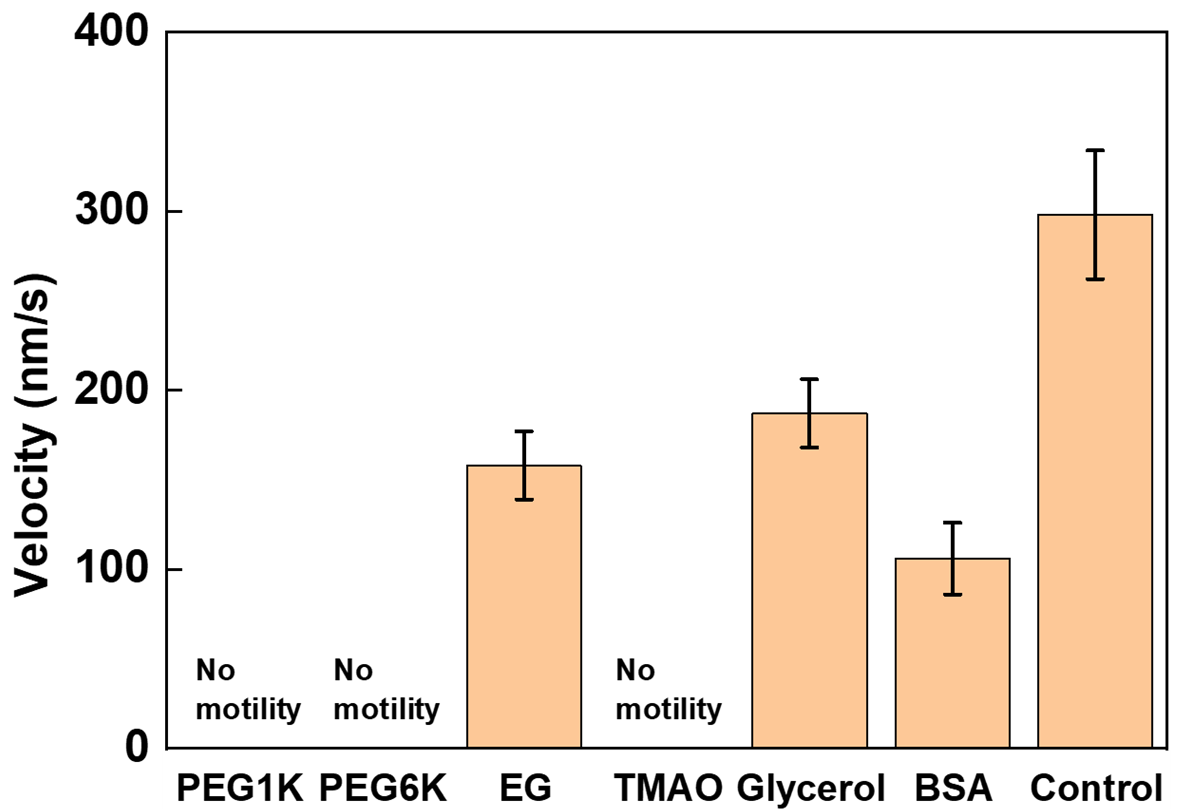 400
300
200
100
0
Velocity (nm/s)
No
motility
No
motility
No
motility
PEG1K PEG6K EG TMAO Glycerol BSA Control